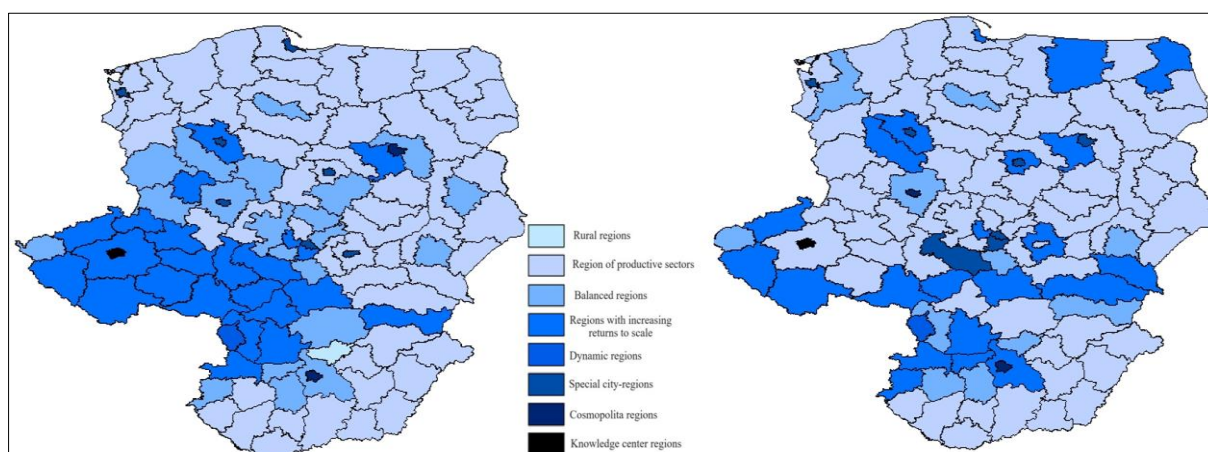 Rural regions
Region of productive sectors
Balanced regions
Regions with increasing
returns to scale
Dynamic regions
Special city-regions
Cosmopolita regions
Knowledge center regions